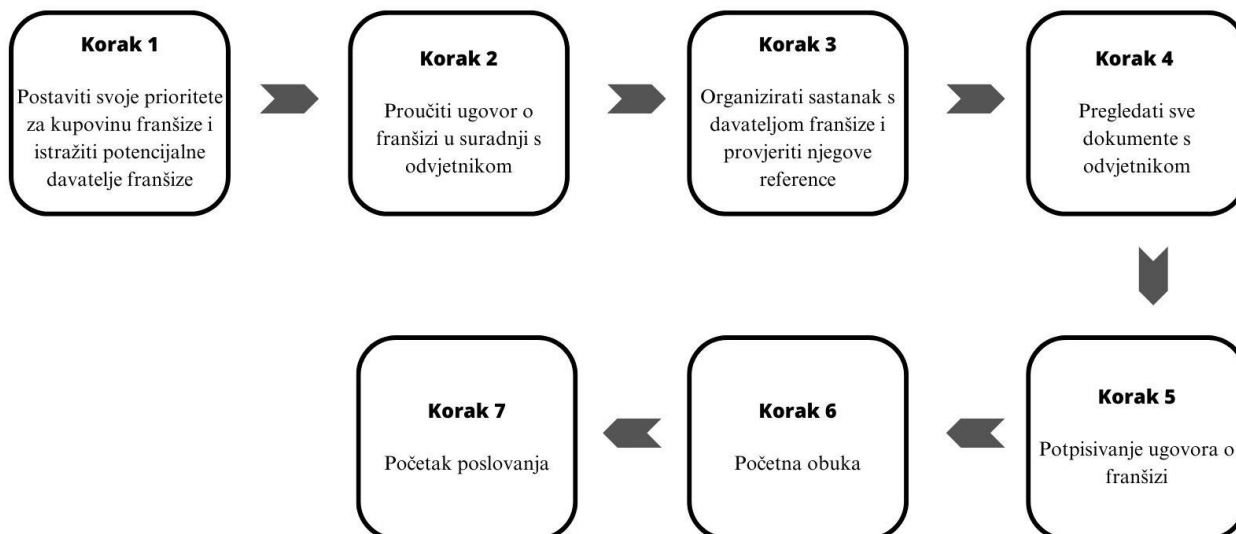 Korak 1
Postaviti svoje prioritete
za kupovinu franšize i
istražiti potencijalne
davatelje franšize
Korak 2
Proučiti ugovor o
franšizi u suradnji s
odvjetnikom
Korak 3
Organizirati sastanak s
davateljom franšize i
provjeriti njegove
reference
Korak 4
Pregledati sve
dokumente s
odvjetnikom
Korak 5
Potpisivanje ugovora o
franšizi
Korak 6
Početna obuka
Korak 7
Početak poslovanja